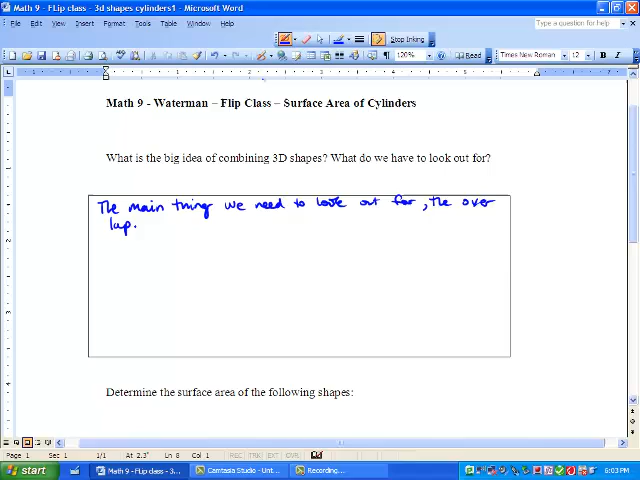 Math 9 - FLip class - 3d shapes cylinders1 - Microsoft Word
File Edit View Insert Format Tools Table Window Help
Type a question for help
Stop Inking
120%
Read
Times New Roman
12
B I
Math 9 - Waterman – Flip Class – Surface Area of Cylinders
What is the big idea of combining 3D shapes? What do we have to look out for?
The main thing we need to look out for, the over
lap.
Determine the surface area of the following shapes:
Page 1 Sec 1 1/1 At 2.3" Ln 8 Col 1 REC TRK EXT OVR
start
Math 9 - FLip class - 3...
Camtasia Studio - Unt...
Recording...
6:03 PM